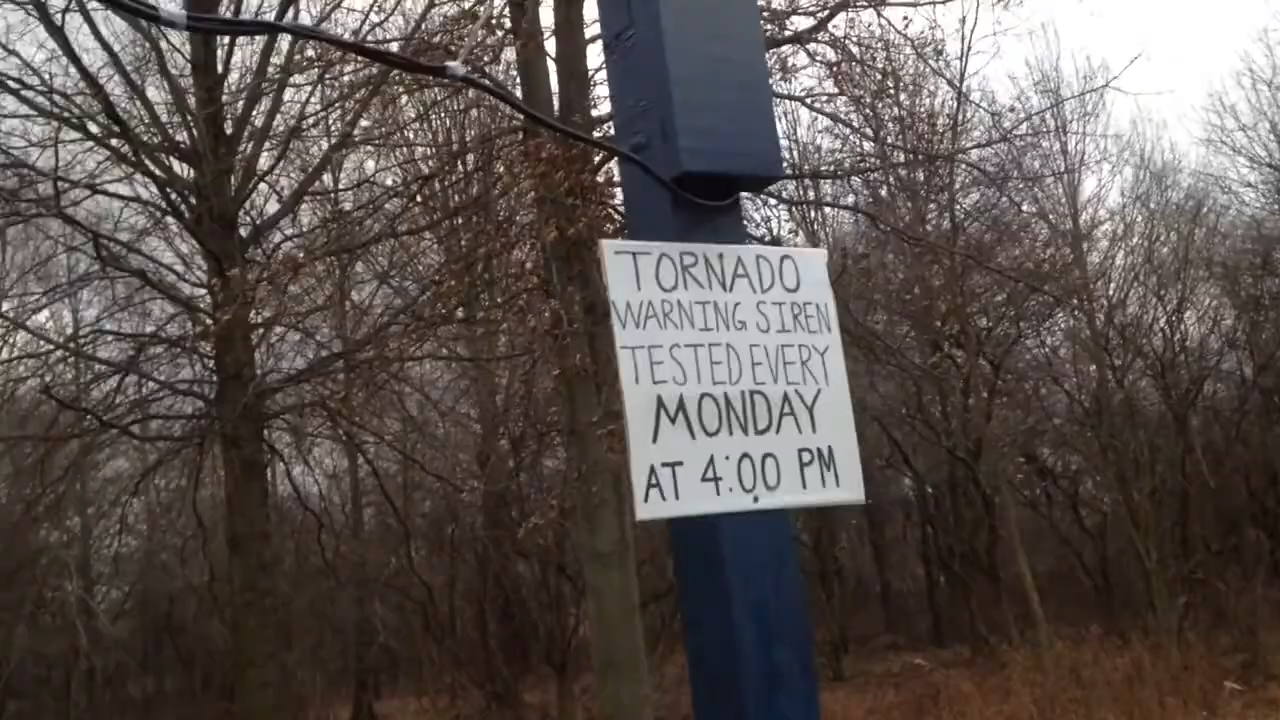 TORNADO
WARNING SIREN
TESTED EVERY
MONDAY
AT 4:00 PM